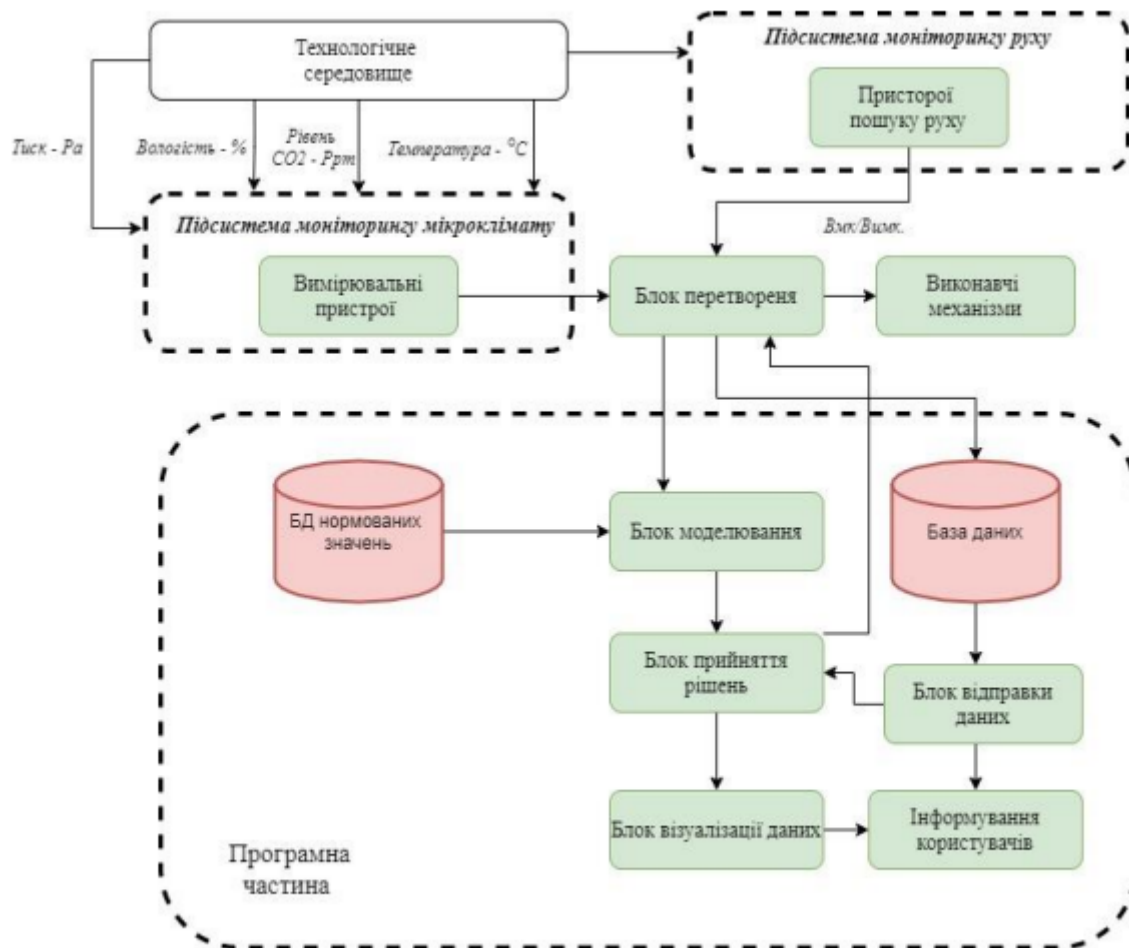 Технологічне
середовище
Підсистема моніторингу руху
Присторої
пошуку руху
Тиск - Pa
Вологість - %
Рівень
CO2 - Ppm
Температура - °C
Вмк/Вимк.
Підсистема моніторингу мікроклімату
Вимірювальні
пристрої
Блок перетвореня
Виконавчі
механізми
БД нормованих
значень
Блок моделювання
База даних
Блок прийняття
рішень
Блок відправки
даних
Блок візуалізації даних
Інформування
користувачів
Програмна
частина